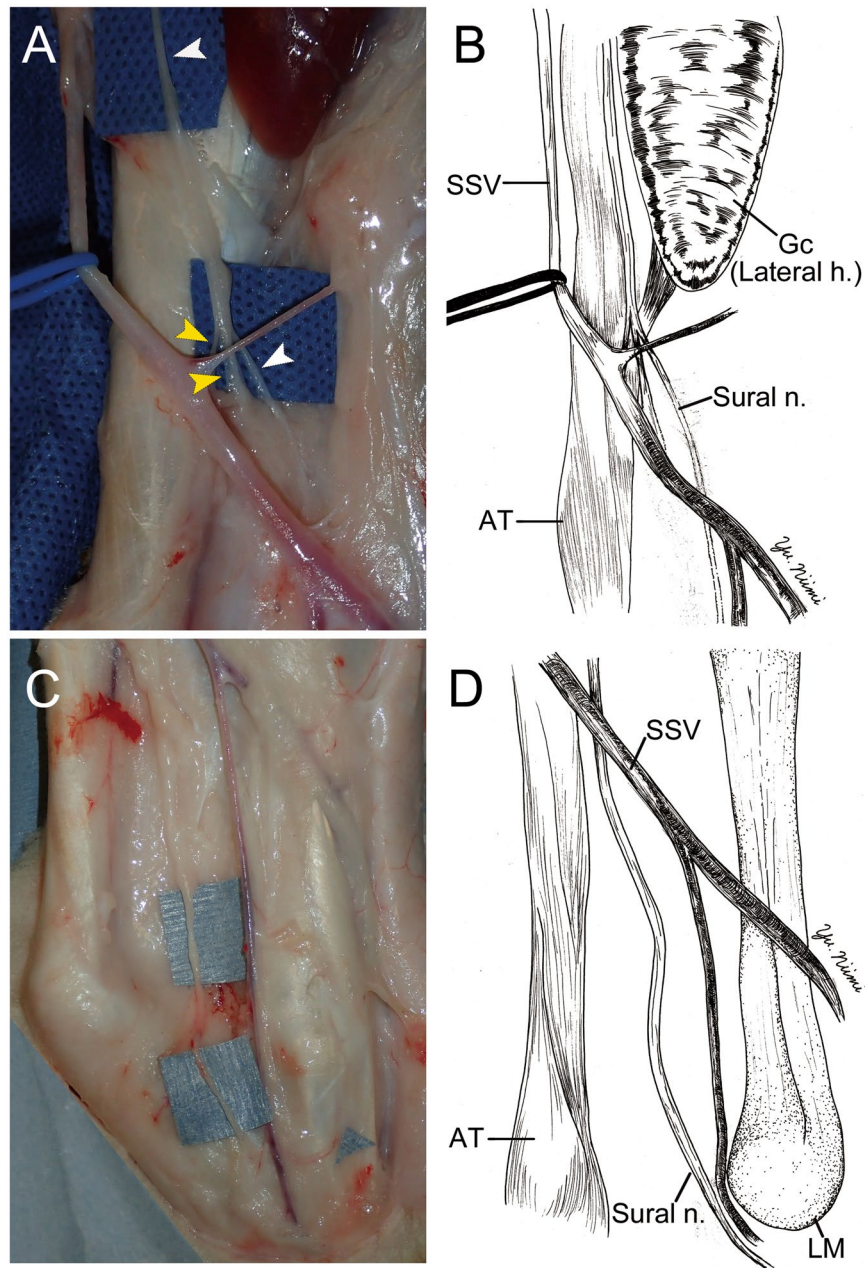 A
B
SSV
Gc
(Lateral h.)
Sural n.
AT
Yu. Niimi
C
D
SSV
Yu. Niimi
AT
Sural n.
LM